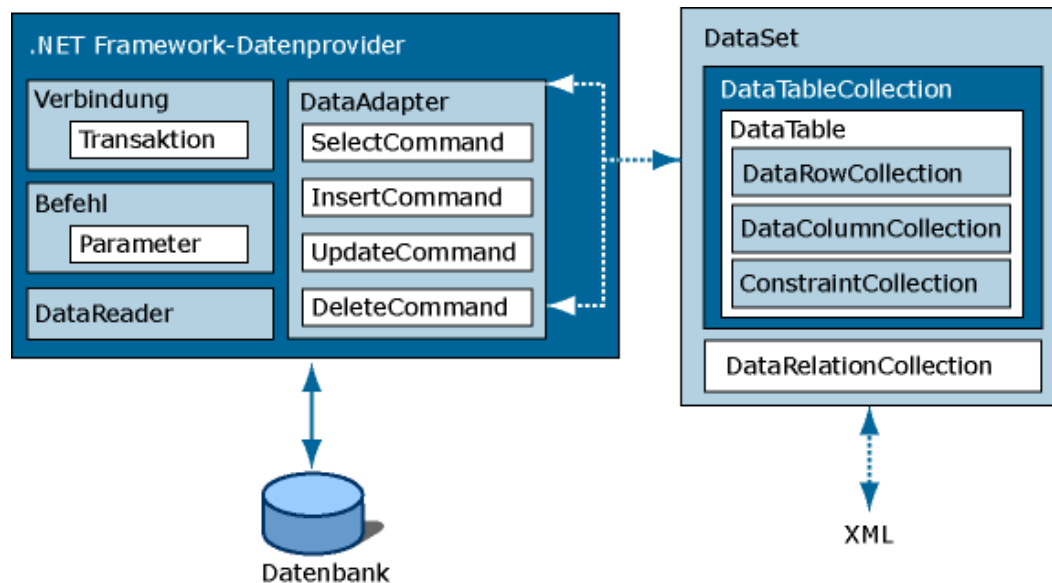 .NET Framework-Datenprovider
Verbindung
Transaktion
Befehl
Parameter
DataReader
DataAdapter
SelectCommand
InsertCommand
UpdateCommand
DeleteCommand
DataSet
DataTableCollection
DataTable
DataRowCollection
DataColumnCollection
ConstraintCollection
DataRelationCollection
Datenbank
XML